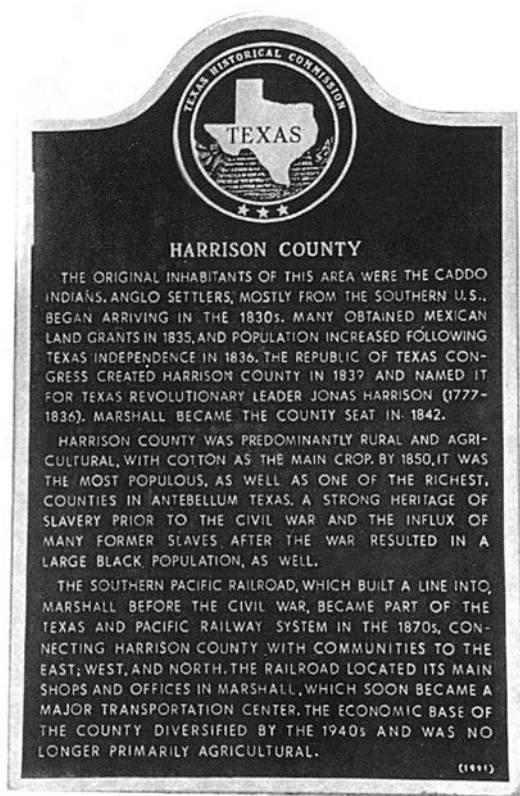 TEXAS HISTORICAL COMMISSION
TEXAS
HARRISON COUNTY
THE ORIGINAL INHABITANTS OF THIS AREA WERE THE CADDO
INDIANS. ANGLO SETTLERS, MOSTLY FROM THE SOUTHERN U.S.,
BEGAN ARRIVING IN THE 1830s. MANY OBTAINED MEXICAN
LAND GRANTS IN 1835, AND POPULATION INCREASED FOLLOWING
TEXAS INDEPENDENCE IN 1836. THE REPUBLIC OF TEXAS CON-
GRESS CREATED HARRISON COUNTY IN 1839 AND NAMED IT
FOR TEXAS REVOLUTIONARY LEADER JONAS HARRISON (1777-
1836). MARSHALL BECAME THE COUNTY SEAT IN 1842.
HARRISON COUNTY WAS PREDOMINANTLY RURAL AND AGRI-
CULTURAL, WITH COTTON AS THE MAIN CROP. BY 1850, IT WAS
THE MOST POPULOUS, AS WELL AS ONE OF THE RICHEST,
COUNTIES IN ANTEBELLUM TEXAS. A STRONG HERITAGE OF
SLAVERY PRIOR TO THE CIVIL WAR AND THE INFLUX OF
MANY FORMER SLAVES AFTER THE WAR RESULTED IN A
LARGE BLACK POPULATION, AS WELL.
THE SOUTHERN PACIFIC RAILROAD, WHICH BUILT A LINE INTO
MARSHALL BEFORE THE CIVIL WAR, BECAME PART OF THE
TEXAS AND PACIFIC RAILWAY SYSTEM IN THE 1870s, CON-
NECTING HARRISON COUNTY WITH COMMUNITIES TO THE
EAST, WEST, AND NORTH. THE RAILROAD LOCATED ITS MAIN
SHOPS AND OFFICES IN MARSHALL, WHICH SOON BECAME A
MAJOR TRANSPORTATION CENTER. THE ECONOMIC BASE OF
THE COUNTY DIVERSIFIED BY THE 1940s AND WAS NO
LONGER PRIMARILY AGRICULTURAL.
(1991)